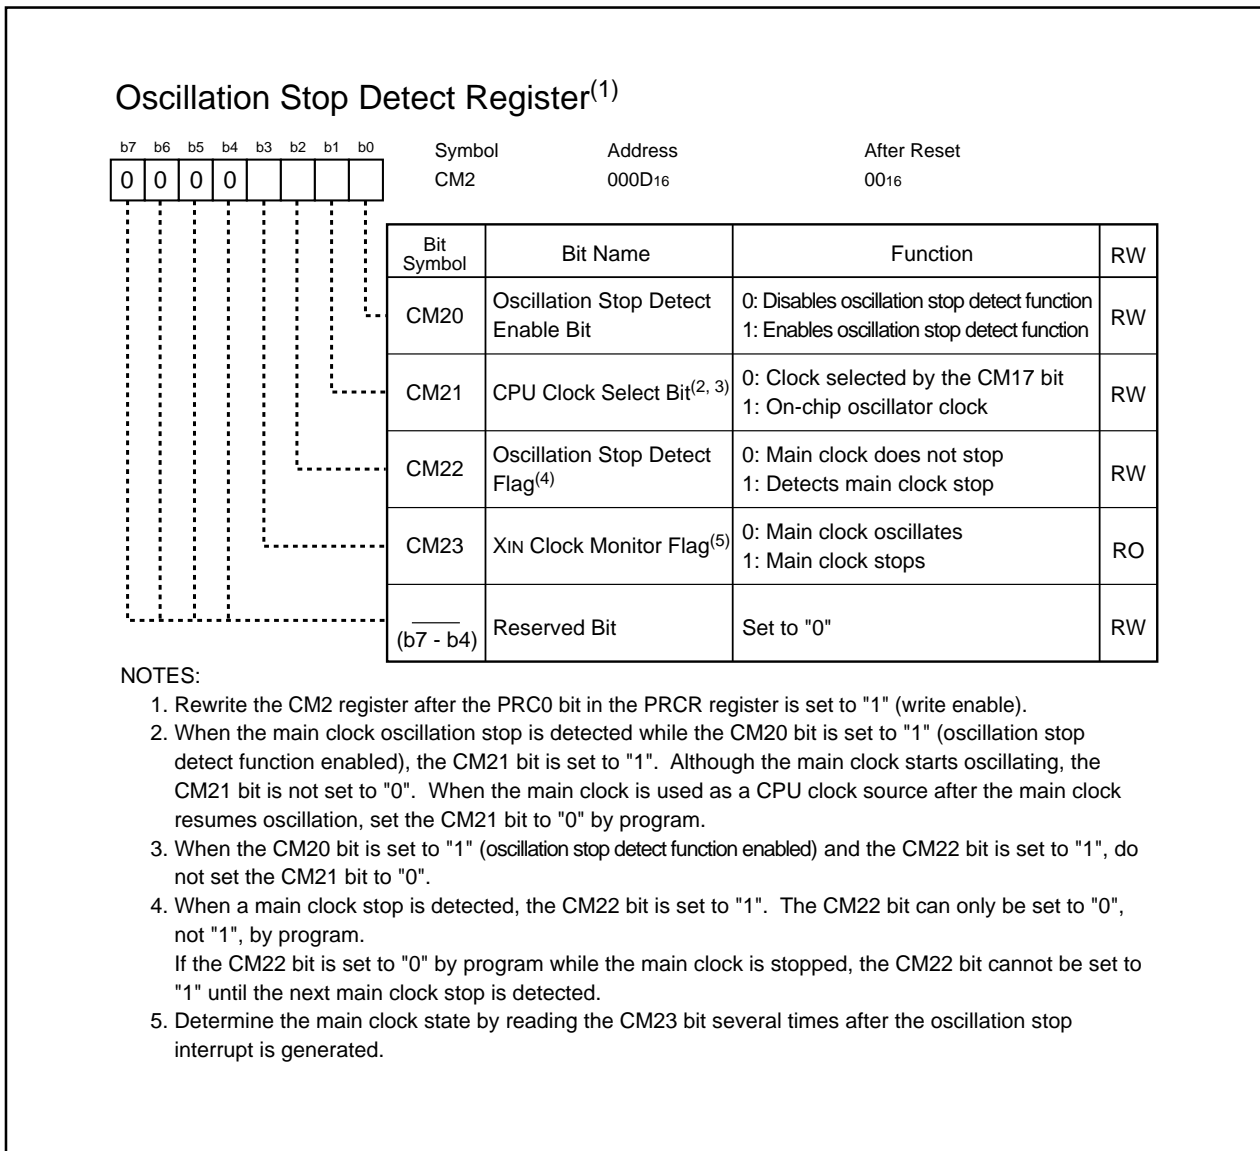 Oscillation Stop Detect Register(1)
b7 b6 b5 b4 b3 b2 b1 b0
Symbol Address After Reset
0 0 0 0
CM2 000D16 0016
Bit Symbol Bit Name Function RW
CM20 Oscillation Stop Detect Enable Bit 0: Disables oscillation stop detect function 1: Enables oscillation stop detect function RW
CM21 CPU Clock Select Bit(2, 3) 0: Clock selected by the CM17 bit 1: On-chip oscillator clock RW
CM22 Oscillation Stop Detect Flag(4) 0: Main clock does not stop 1: Detects main clock stop RW
CM23 XIN Clock Monitor Flag(5) 0: Main clock oscillates 1: Main clock stops RO
(b7 - b4) Reserved Bit Set to "0" RW
NOTES:
1. Rewrite the CM2 register after the PRC0 bit in the PRCR register is set to "1" (write enable).
2. When the main clock oscillation stop is detected while the CM20 bit is set to "1" (oscillation stop
detect function enabled), the CM21 bit is set to "1". Although the main clock starts oscillating, the
CM21 bit is not set to "0". When the main clock is used as a CPU clock source after the main clock
resumes oscillation, set the CM21 bit to "0" by program.
3. When the CM20 bit is set to "1" (oscillation stop detect function enabled) and the CM22 bit is set to "1", do
not set the CM21 bit to "0".
4. When a main clock stop is detected, the CM22 bit is set to "1". The CM22 bit can only be set to "0",
not "1", by program.
If the CM22 bit is set to "0" by program while the main clock is stopped, the CM22 bit cannot be set to
"1" until the next main clock stop is detected.
5. Determine the main clock state by reading the CM23 bit several times after the oscillation stop
interrupt is generated.